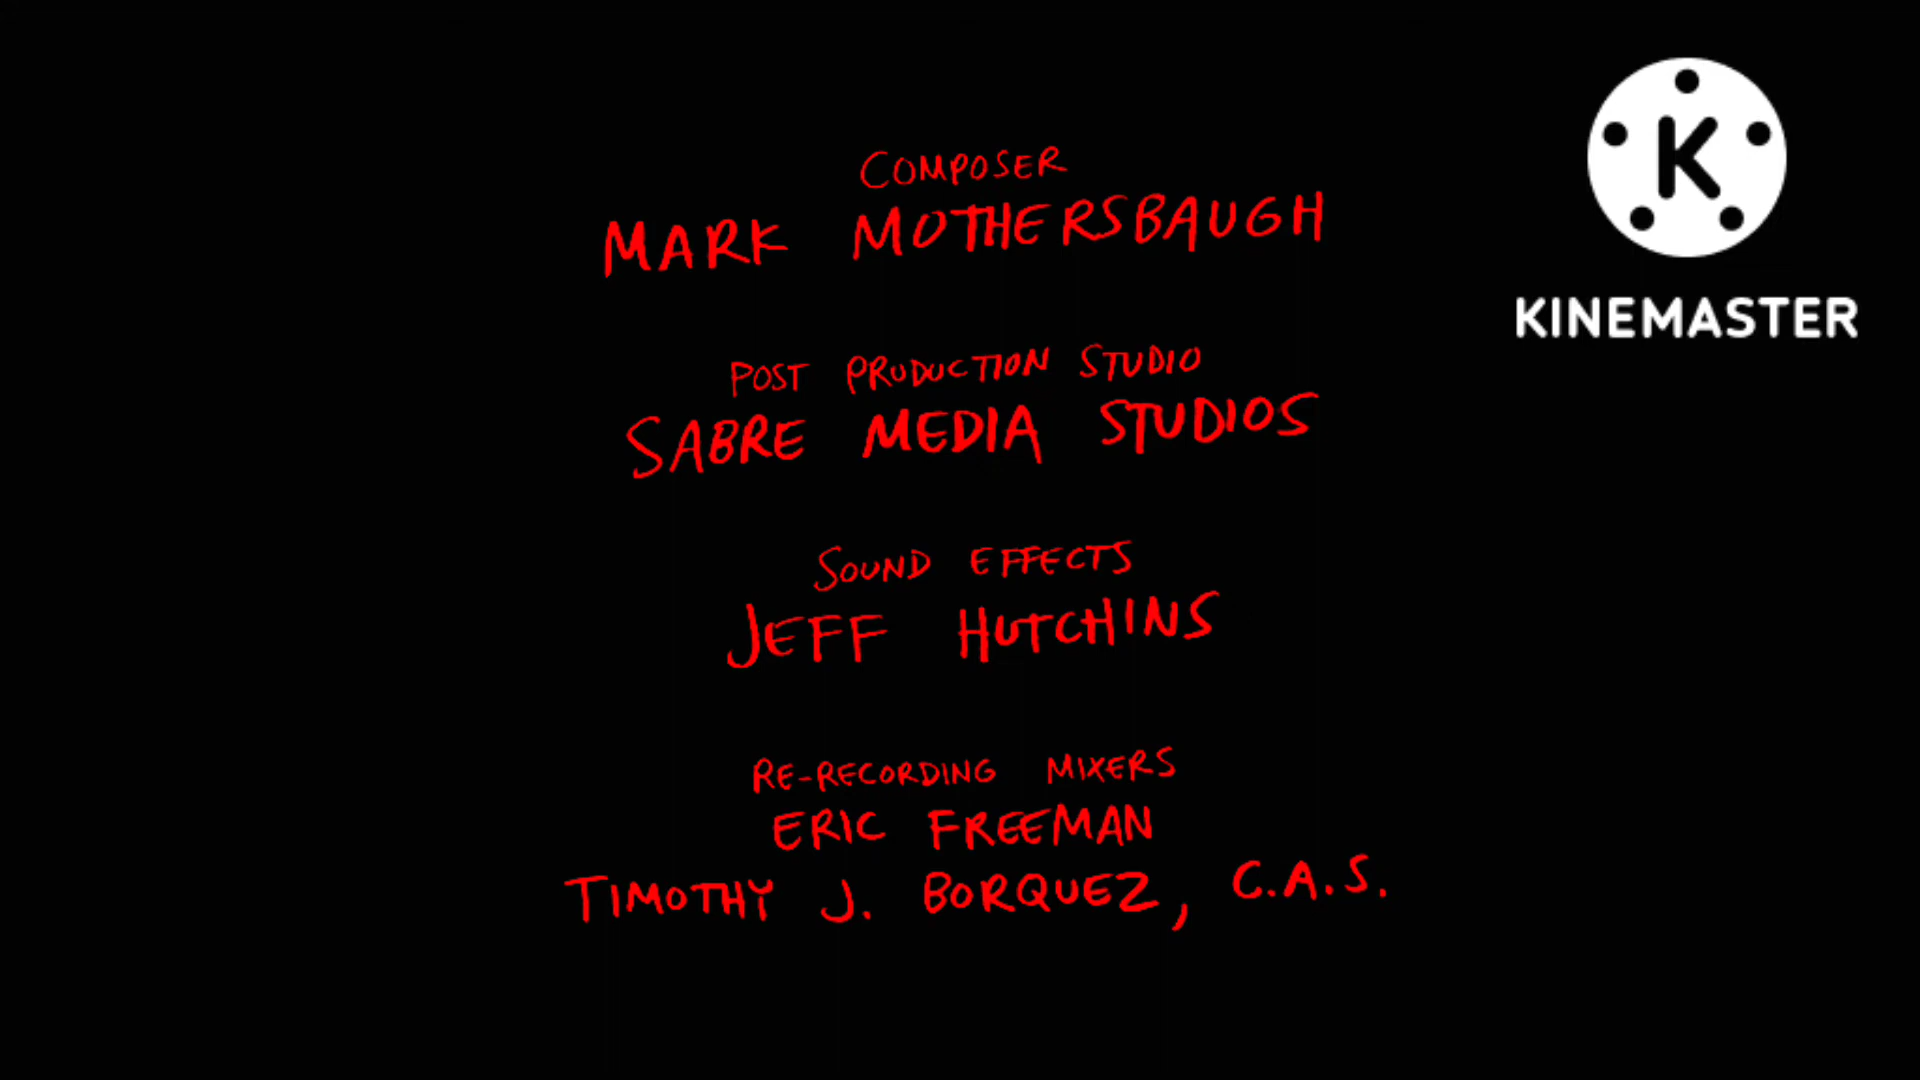 COMPOSER
MARK MOTHERSBAUGH
POST PRODUCTION STUDIO
SABRE MEDIA STUDIOS
SOUND EFFECTS
JEFF HUTCHINS
RE-RECORDING MIXERS
ERIC FREEMAN
TIMOTHY J. BORQUEZ, C.A.S.
K
KINEMASTER